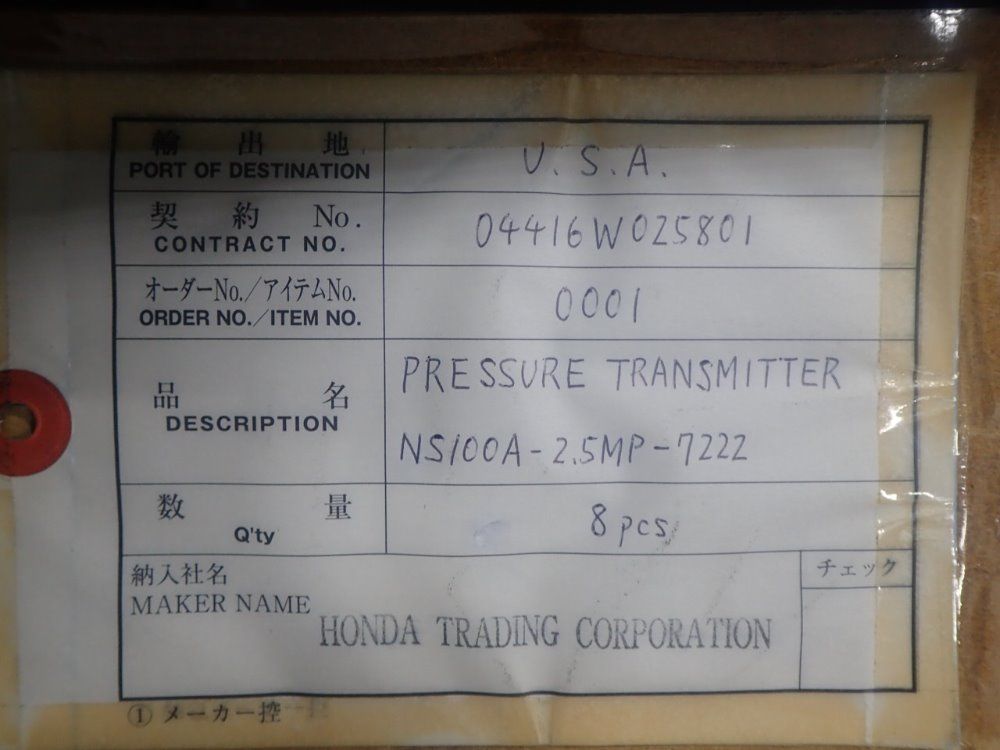 輸 出 地
PORT OF DESTINATION
U.S.A.
契 約 No.
CONTRACT NO.
04416W025801
オーダーNo./アイテムNo.
ORDER NO./ITEM NO.
0001
品 名
DESCRIPTION
PRESSURE TRANSMITTER
NS100A-2.5MP-7222
数 量
Q'ty
8pcs
納入社名
MAKER NAME
HONDA TRADING CORPORATION
チェック
① メーカー控